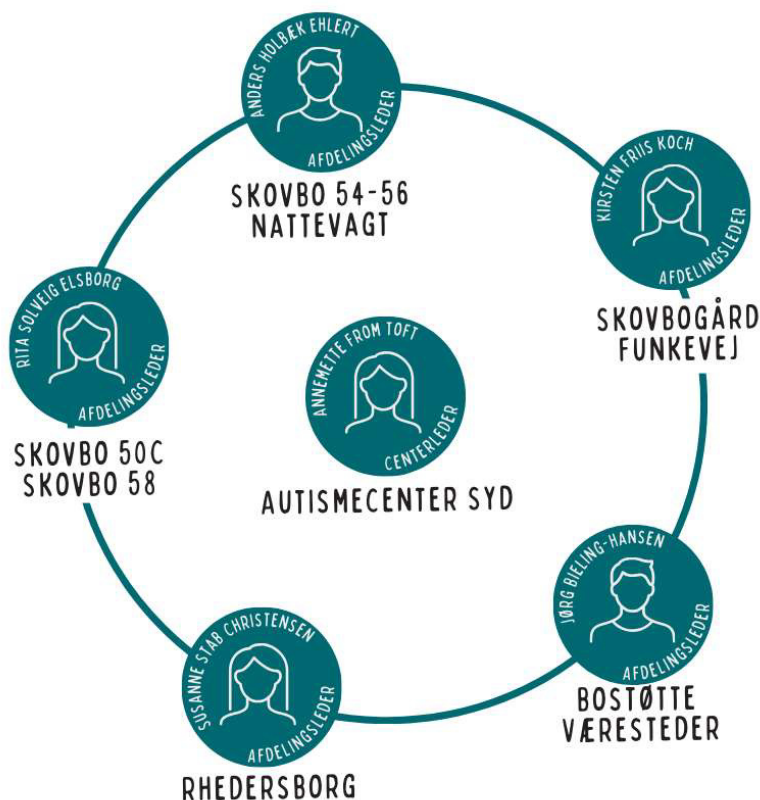 ANDERS HOLBÆK EHLERT
AFDELINGSLEDER
SKOVBO 54-56
NATTEVAGT
KIRSTEN FRIIS KOCH
AFDELINGSLEDER
SKOVBOGÅRD
FUNKEVEJ
RITA SOLVEIG ELSBORG
AFDELINGSLEDER
SKOVBO 50C
SKOVBO 58
ANNEMETTE FROM TOFT
CENTERLEDER
AUTISMECENTER SYD
JØRG BIELING-HANSEN
AFDELINGSLEDER
BOSTØTTE
VÆRESTEDER
SUSANNE STAB CHRISTENSEN
AFDELINGSLEDER
RHEDERSBORG